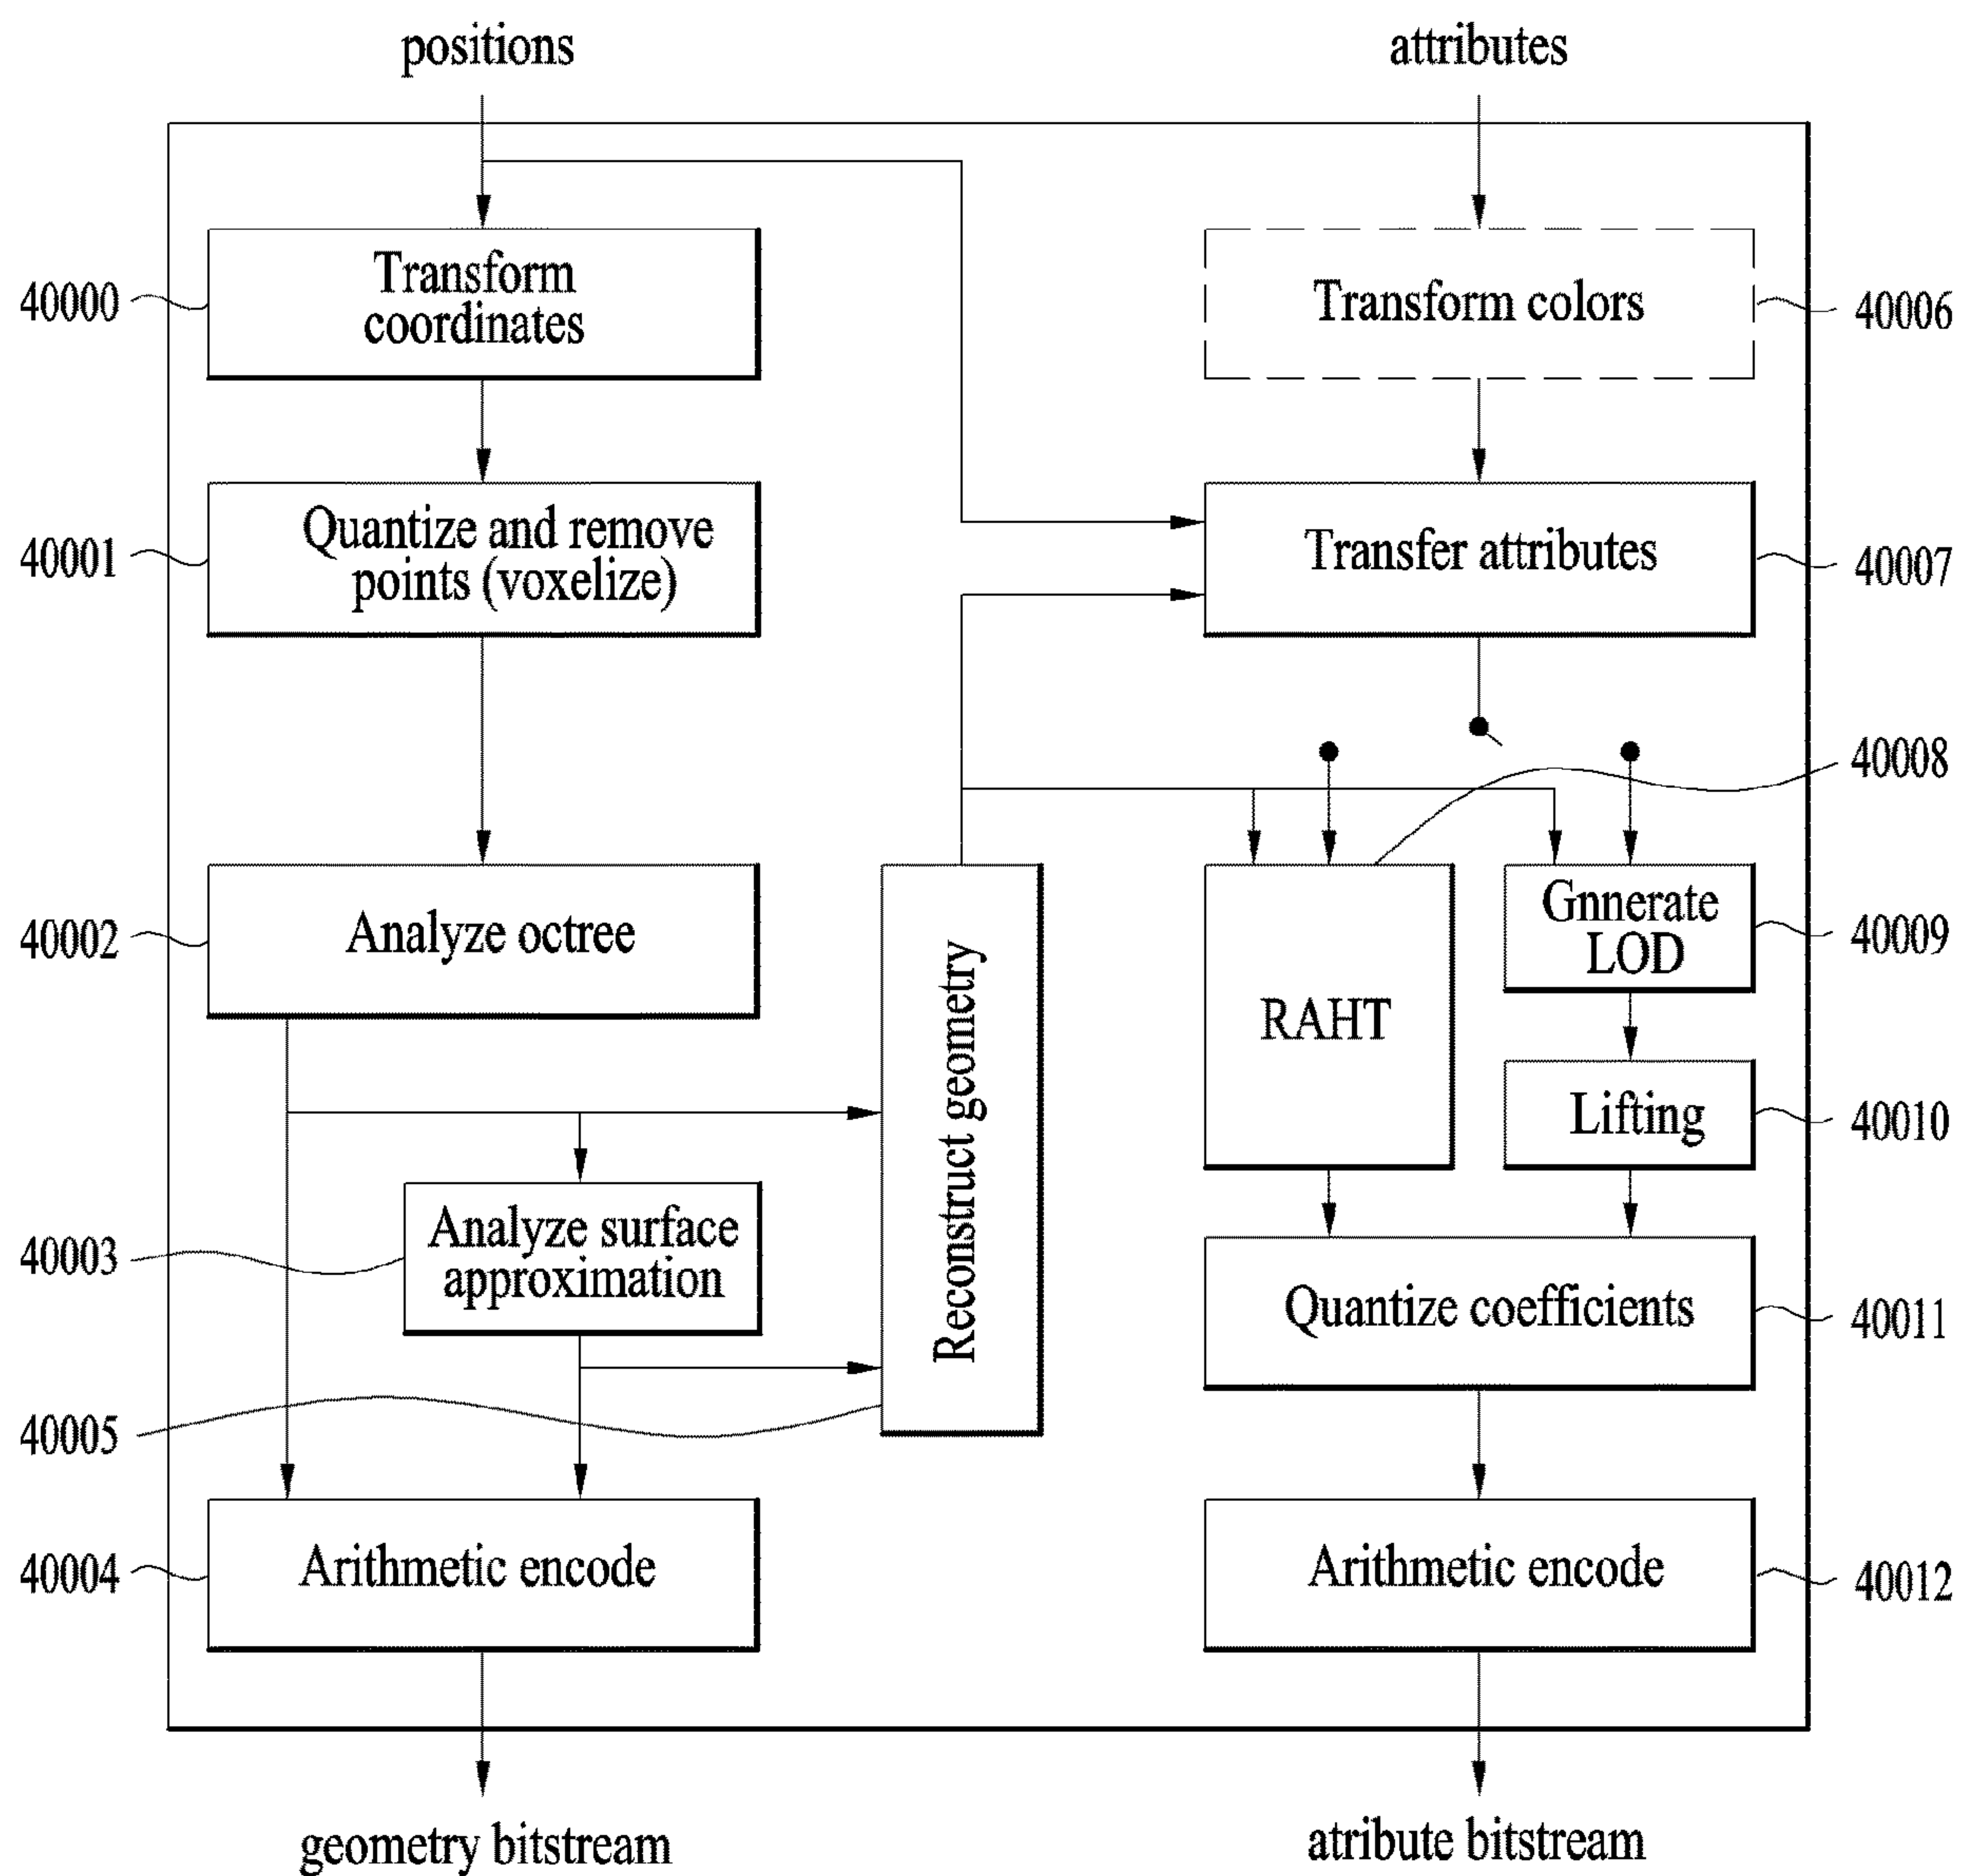 positions
attributes
40000
Transform
coordinates
Transform colors
40006
40001
Quantize and remove
points (voxelize)
Transfer attributes
40007
40008
40002
Analyze octree
Reconstruct geometry
RAHT
Gnnerate
LOD
40009
Lifting
40010
40003
Analyze surface
approximation
Quantize coefficients
40011
40005
40004
Arithmetic encode
Arithmetic encode
40012
geometry bitstream
atribute bitstream